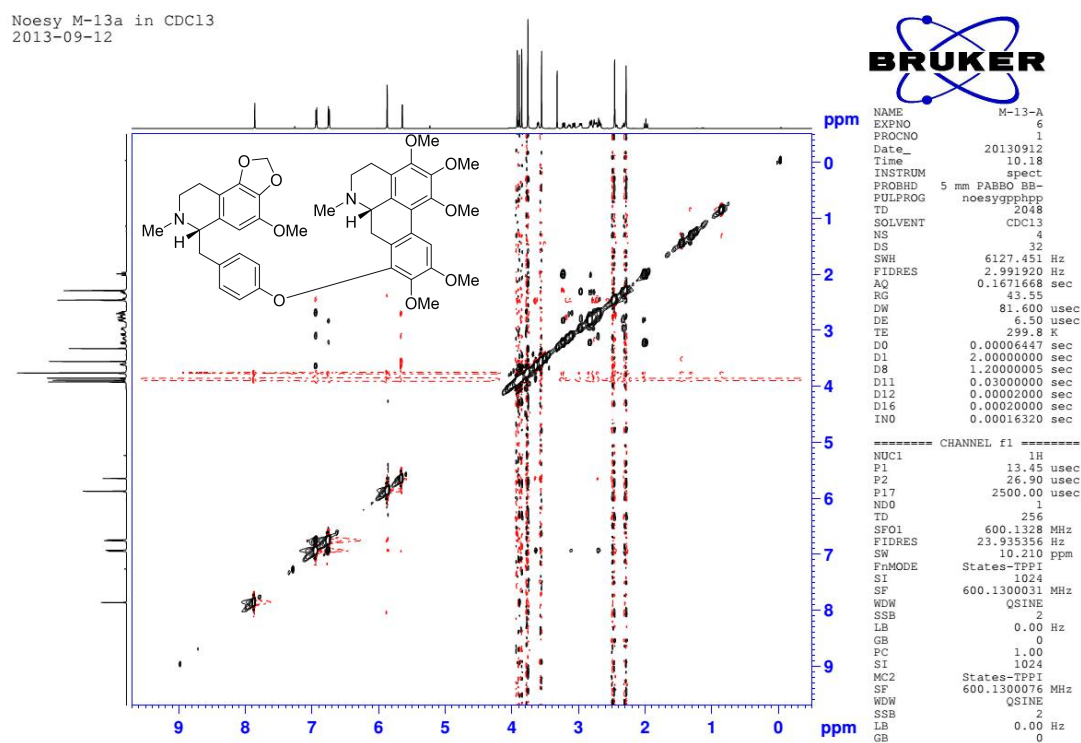 Noesy M-13a in CDCl3
2013-09-12
BRUKER
NAME M-13-A
EXPNO 6
PROCNO 1
Date_ 20130912
Time 10.18
INSTRUM spect
PROBHD 5 mm PABBO BB-
PULPROG noesygpphpp
TD 2048
SOLVENT CDCl3
NS 4
DS 32
SWH 6127.451 Hz
FIDRES 2.991920 Hz
AQ 0.1671668 sec
RG 43.55
DW 81.600 usec
DE 6.50 usec
TE 299.8 K
D0 0.00006447 sec
D1 2.00000000 sec
D8 1.20000005 sec
D11 0.03000000 sec
D12 0.00002000 sec
D16 0.00020000 sec
IN0 0.00016320 sec
======== CHANNEL f1 ========
NUC1 1H
P1 13.45 usec
P2 26.90 usec
P17 2500.00 usec
ND0 1
TD 256
SFO1 600.1328 MHz
FIDRES 23.935356 Hz
SW 10.210 ppm
FnMODE States-TPPI
SI 1024
SF 600.1300031 MHz
WDW QSINE
SSB 2
LB 0.00 Hz
GB 0
PC 1.00
SI 1024
MC2 States-TPPI
SF 600.1300076 MHz
WDW QSINE
SSB 2
LB 0.00 Hz
GB 0
ppm
0
1
2
3
4
5
6
7
8
9
OMe
O
OMe
O
N
N
OMe
Me
Me
H
H
OMe
OMe
O
OMe
9 8 7 6 5 4 3 2 1 0 ppm